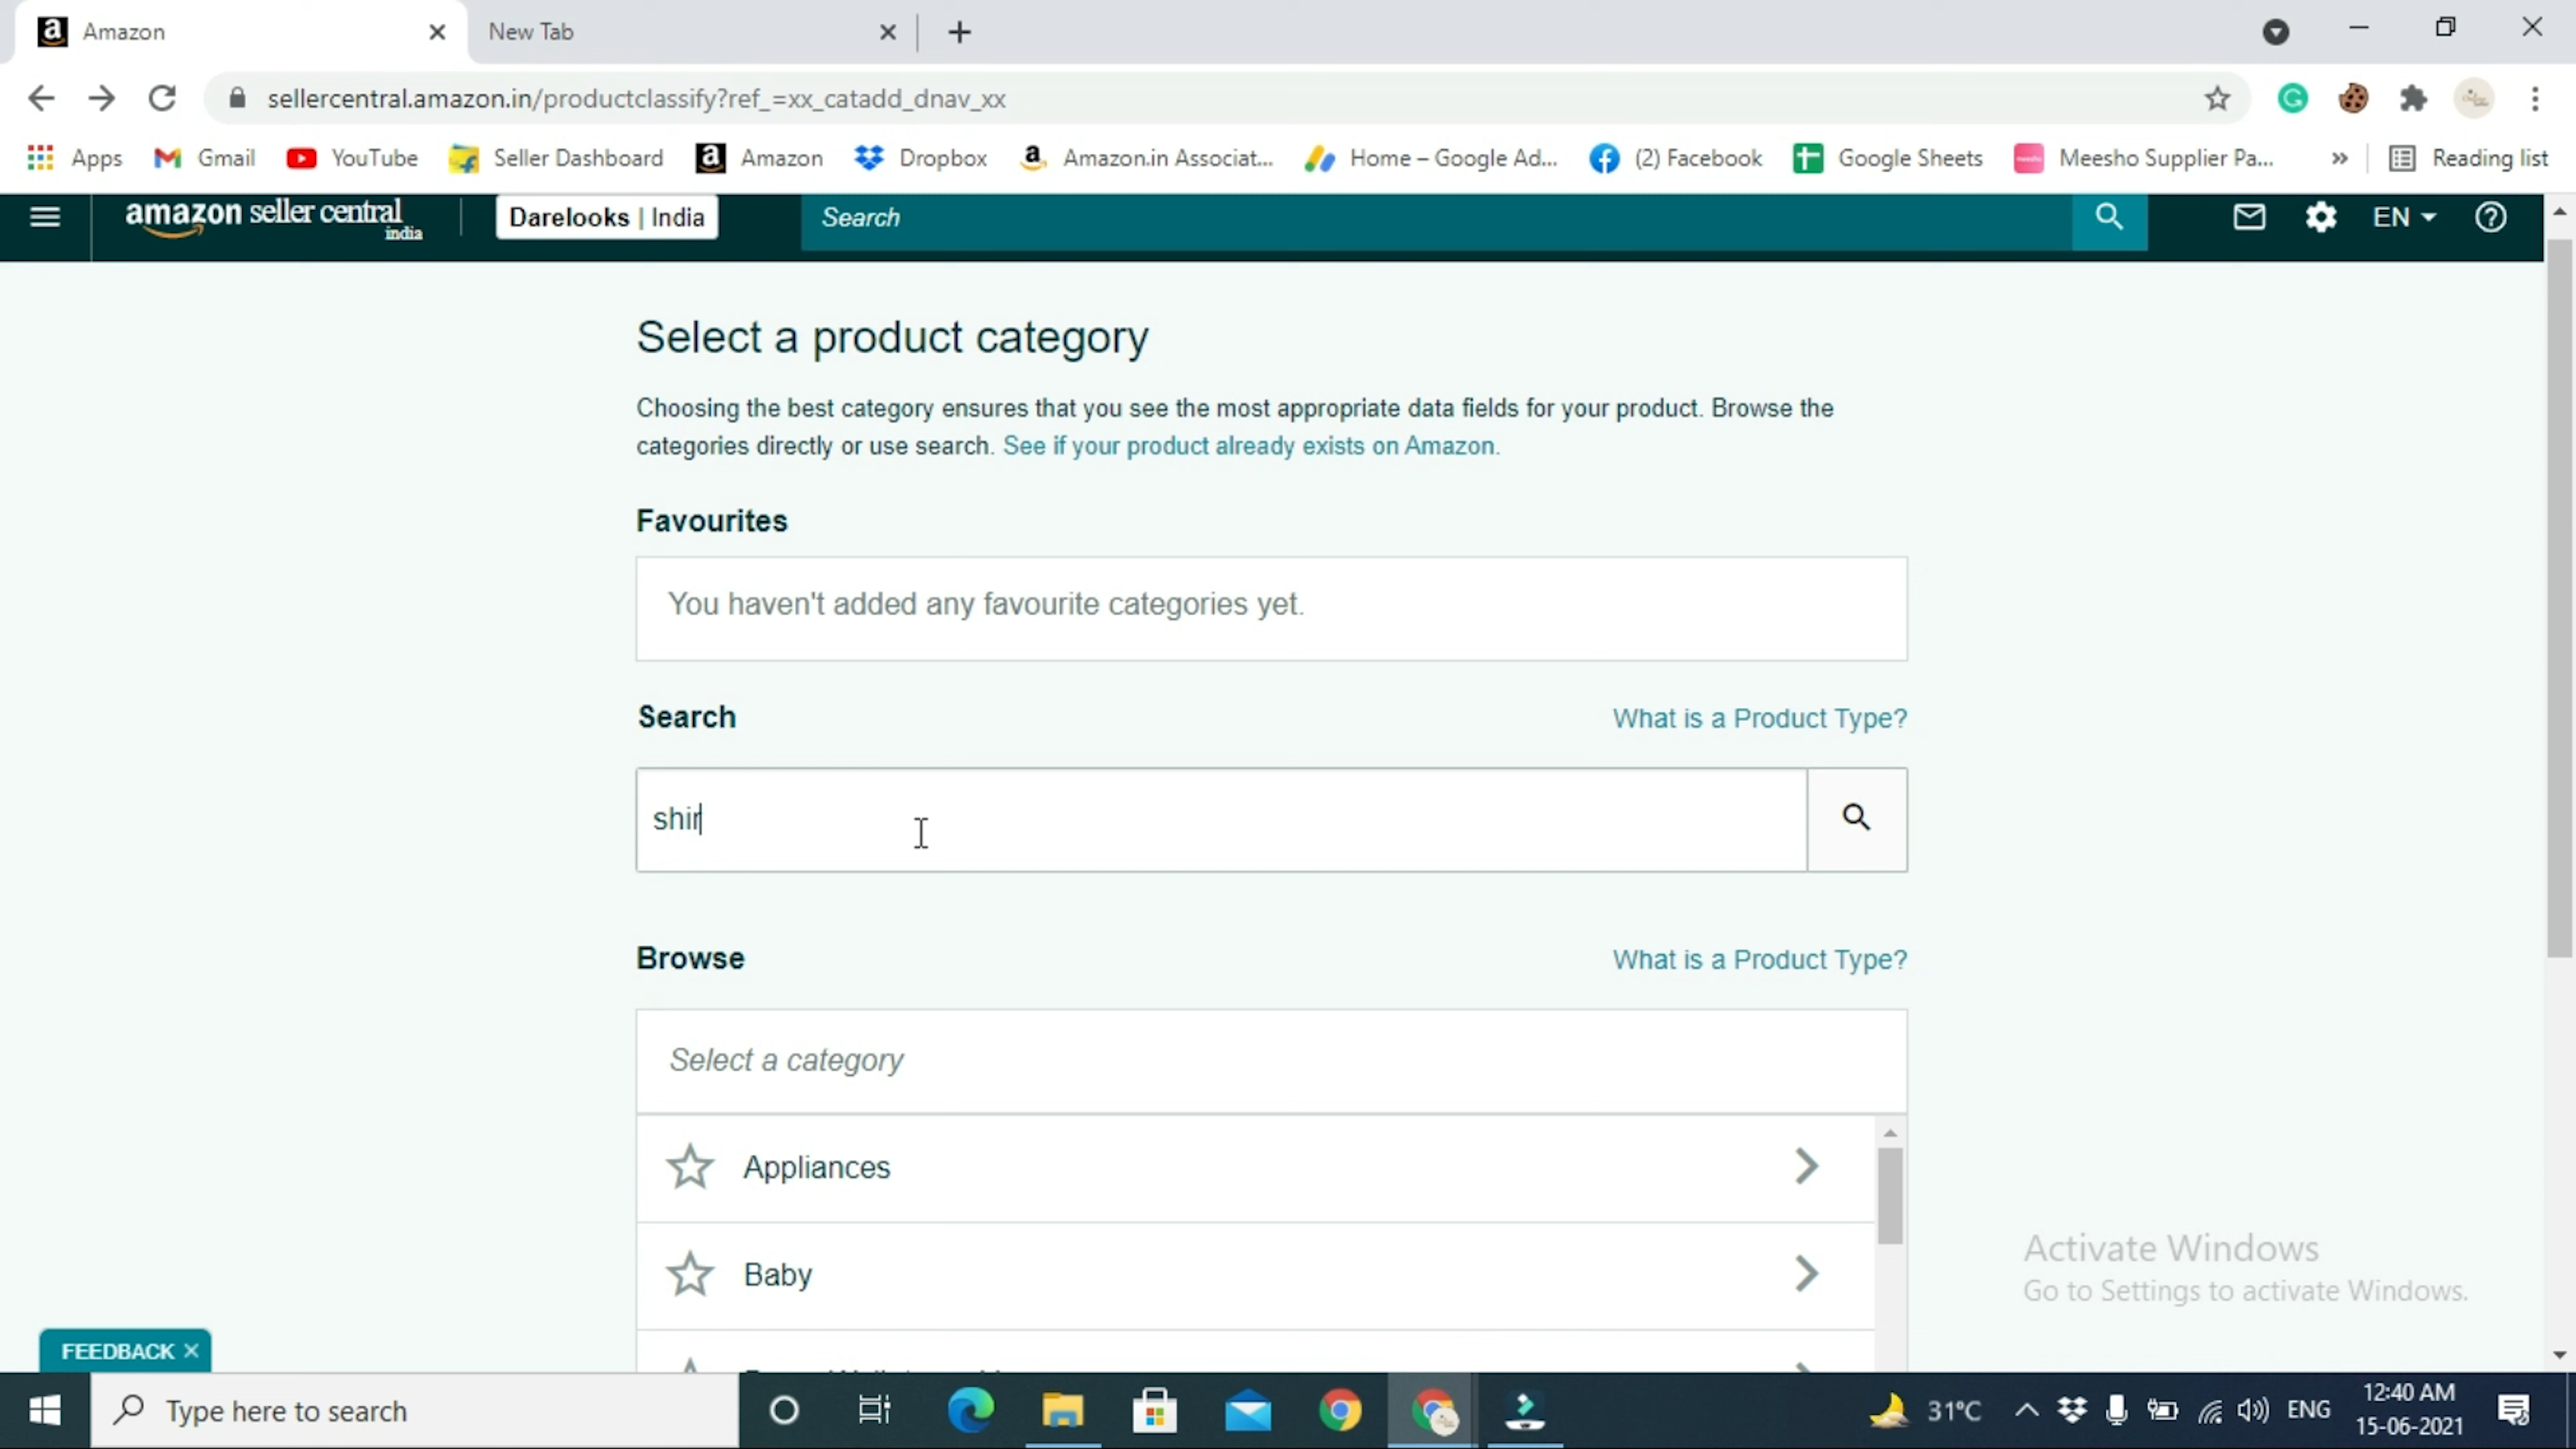 Amazon
New Tab
sellercentral.amazon.in/productclassify?ref_=xx_catadd_dnav_xx
Apps Gmail YouTube Seller Dashboard Amazon Dropbox Amazon.in Associat... Home – Google Ad... (2) Facebook Google Sheets Meesho Supplier Pa... » Reading list
amazon seller central india Darelooks | India Search EN
Select a product category
Choosing the best category ensures that you see the most appropriate data fields for your product. Browse the
categories directly or use search. See if your product already exists on Amazon.
Favourites
You haven't added any favourite categories yet.
Search What is a Product Type?
shir
Browse What is a Product Type?
Select a category
Appliances
Baby
Activate Windows
Go to Settings to activate Windows.
FEEDBACK ×
Type here to search 31°C ENG 12:40 AM
15-06-2021